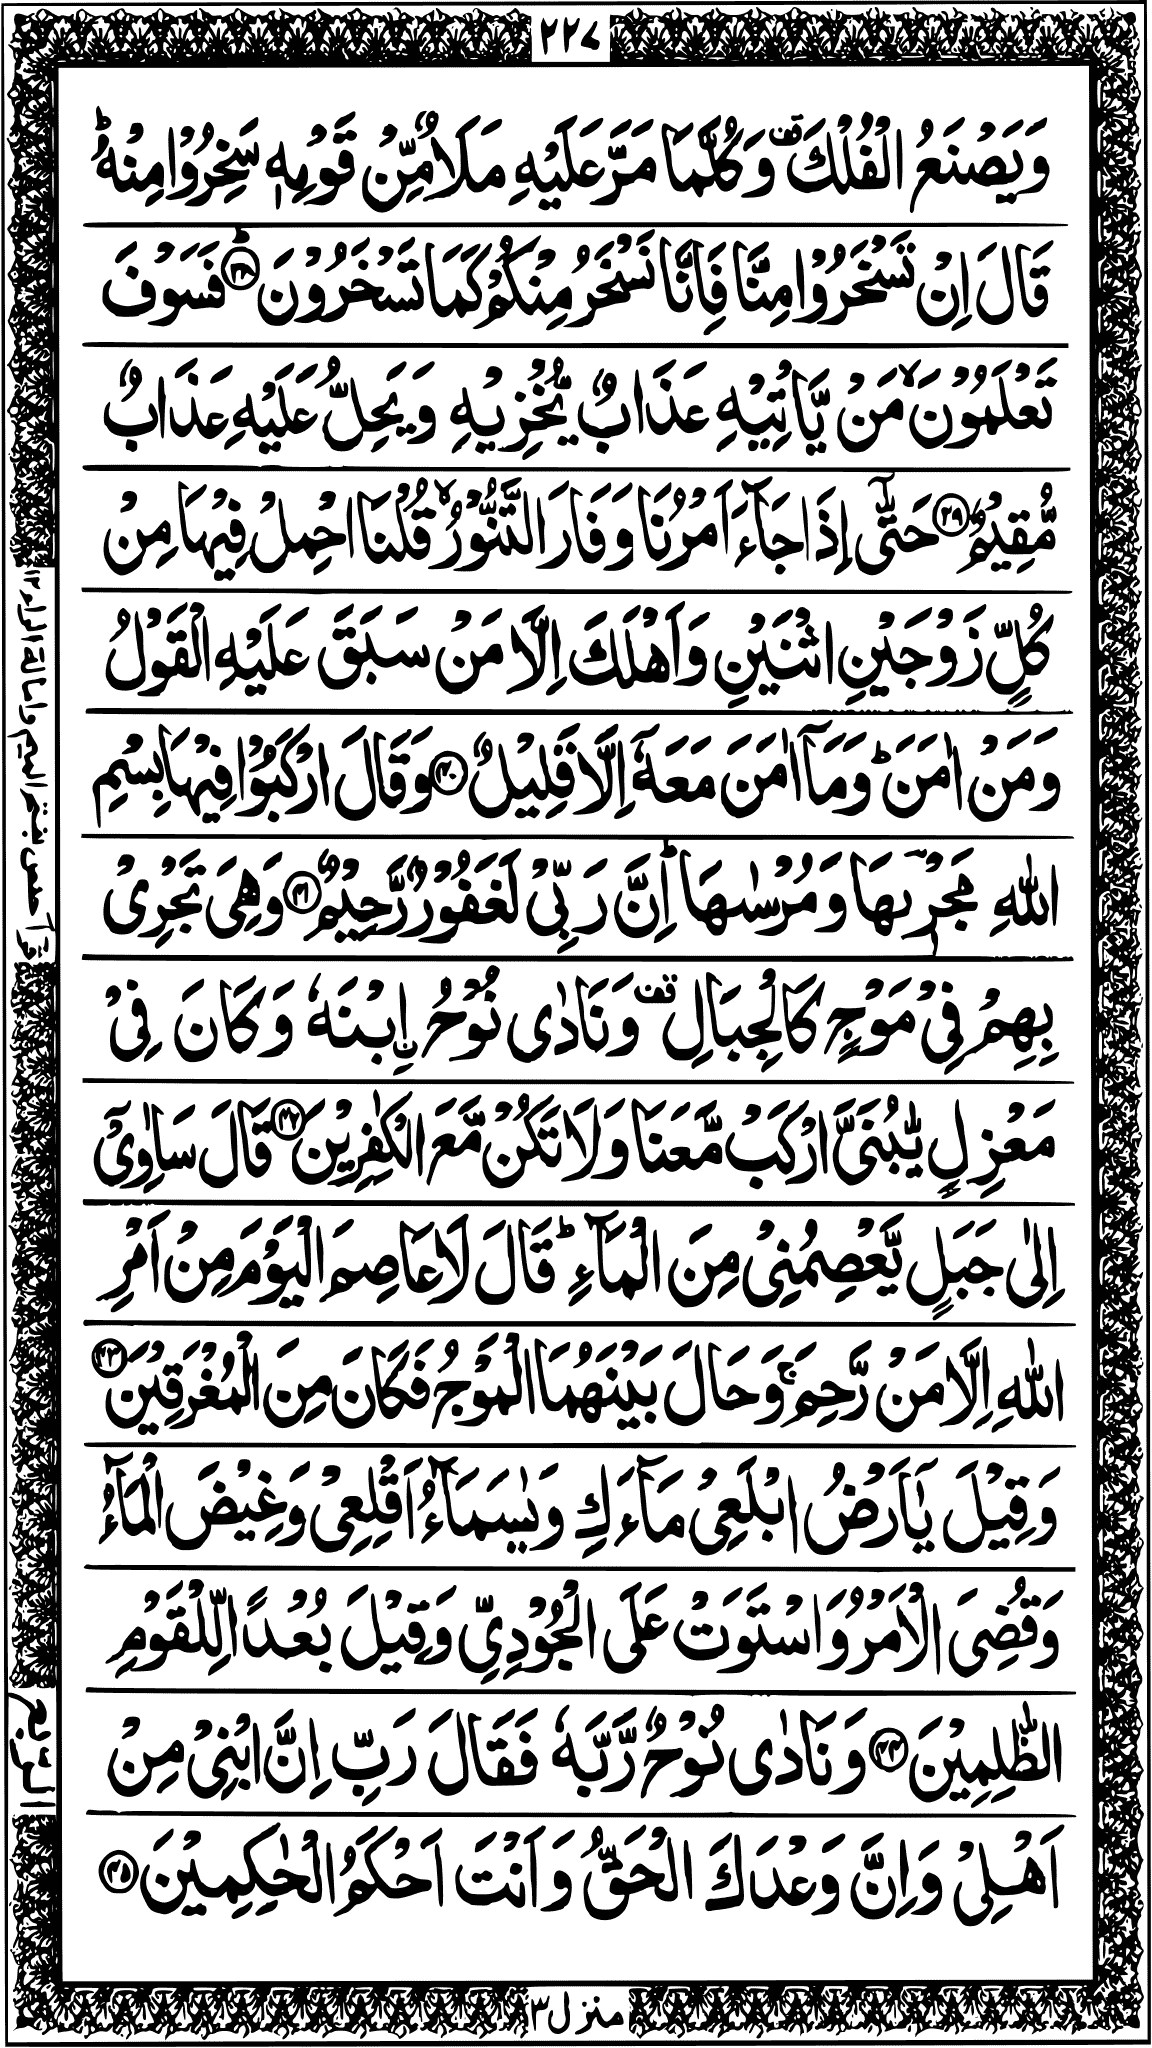 ٢٢٧
وَيَصْنَعُ الْفُلْكَ ۫ وَكُلَّمَا مَرَّ عَلَيْهِ مَلَاٌ مِّنْ قَوْمِهٖ سَخِرُوْا مِنْهُ ؕ
قَالَ اِنْ تَسْخَرُوْا مِنَّا فَاِنَّا نَسْخَرُ مِنْكُمْ كَمَا تَسْخَرُوْنَ ؕ﴿٣٨﴾ فَسَوْفَ
تَعْلَمُوْنَ ۙ مَنْ يَّاْتِيْهِ عَذَابٌ يُّخْزِيْهِ وَيَحِلُّ عَلَيْهِ عَذَابٌ
مُّقِيْمٌ ﴿٣٩﴾ حَتّٰۤى اِذَا جَآءَ اَمْرُنَا وَفَارَ التَّنُّوْرُ ۙ قُلْنَا احْمِلْ فِيْهَا مِنْ
كُلٍّ زَوْجَيْنِ اثْنَيْنِ وَاَهْلَكَ اِلَّا مَنْ سَبَقَ عَلَيْهِ الْقَوْلُ
وَمَنْ اٰمَنَ ؕ وَمَاۤ اٰمَنَ مَعَهٗۤ اِلَّا قَلِيْلٌ ﴿٤٠﴾ وَقَالَ ارْكَبُوْا فِيْهَا بِسْمِ
اللّٰهِ مَجْرٖىهَا وَمُرْسٰىهَا ؕ اِنَّ رَبِّيْ لَغَفُوْرٌ رَّحِيْمٌ ﴿٤١﴾ وَهِيَ تَجْرِيْ
بِهِمْ فِيْ مَوْجٍ كَالْجِبَالِ ۫ وَنَادٰى نُوْحُ ۨ ابْنَهٗ وَكَانَ فِيْ
مَعْزِلٍ يّٰبُنَيَّ ارْكَبْ مَّعَنَا وَلَا تَكُنْ مَّعَ الْكٰفِرِيْنَ ﴿٤٢﴾ قَالَ سَاٰوِيْۤ
اِلٰى جَبَلٍ يَّعْصِمُنِيْ مِنَ الْمَآءِ ؕ قَالَ لَا عَاصِمَ الْيَوْمَ مِنْ اَمْرِ
اللّٰهِ اِلَّا مَنْ رَّحِمَ ۚ وَحَالَ بَيْنَهُمَا الْمَوْجُ فَكَانَ مِنَ الْمُغْرَقِيْنَ ﴿٤٣﴾
وَقِيْلَ يٰۤاَرْضُ ابْلَعِيْ مَآءَكِ وَيٰسَمَآءُ اَقْلِعِيْ وَغِيْضَ الْمَآءُ
وَقُضِيَ الْاَمْرُ وَاسْتَوَتْ عَلَى الْجُوْدِيِّ وَقِيْلَ بُعْدًا لِّلْقَوْمِ
الظّٰلِمِيْنَ ﴿٤٤﴾ وَنَادٰى نُوْحٌ رَّبَّهٗ فَقَالَ رَبِّ اِنَّ ابْنِيْ مِنْ
اَهْلِيْ وَاِنَّ وَعْدَكَ الْحَقُّ وَاَنْتَ اَحْكَمُ الْحٰكِمِيْنَ ﴿٤٥﴾
منزل ٣